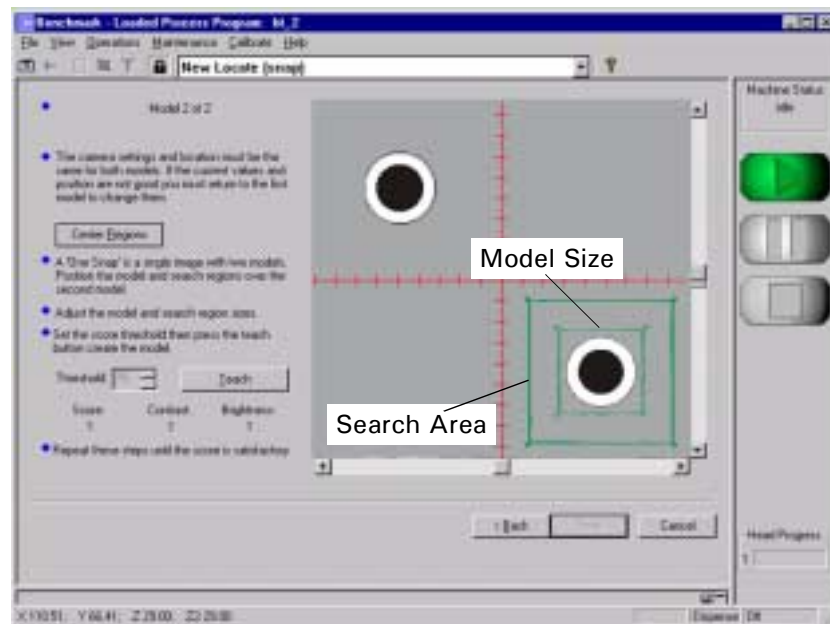 Benchmark - Loaded Process Program: bl_2
File View Operations Maintenance Calibrate Help
New Locate (snap)
Machine Status
Idle
Model 2 of 2
The camera settings and location must be the
same for both models. If the current values and
position are not good you must return to the first
model to change them.
Center Regions
A 'One Snap' is a single image with two models.
Position the model and search regions over the
second model.
Adjust the model and search region sizes.
Set the score threshold then press the teach
button create the model.
Threshold
Teach
Score Contrast Brightness
Repeat these steps until the score is satisfactory
Model Size
Search Area
< Back
Cancel
Head Progress
1
Dispense Off